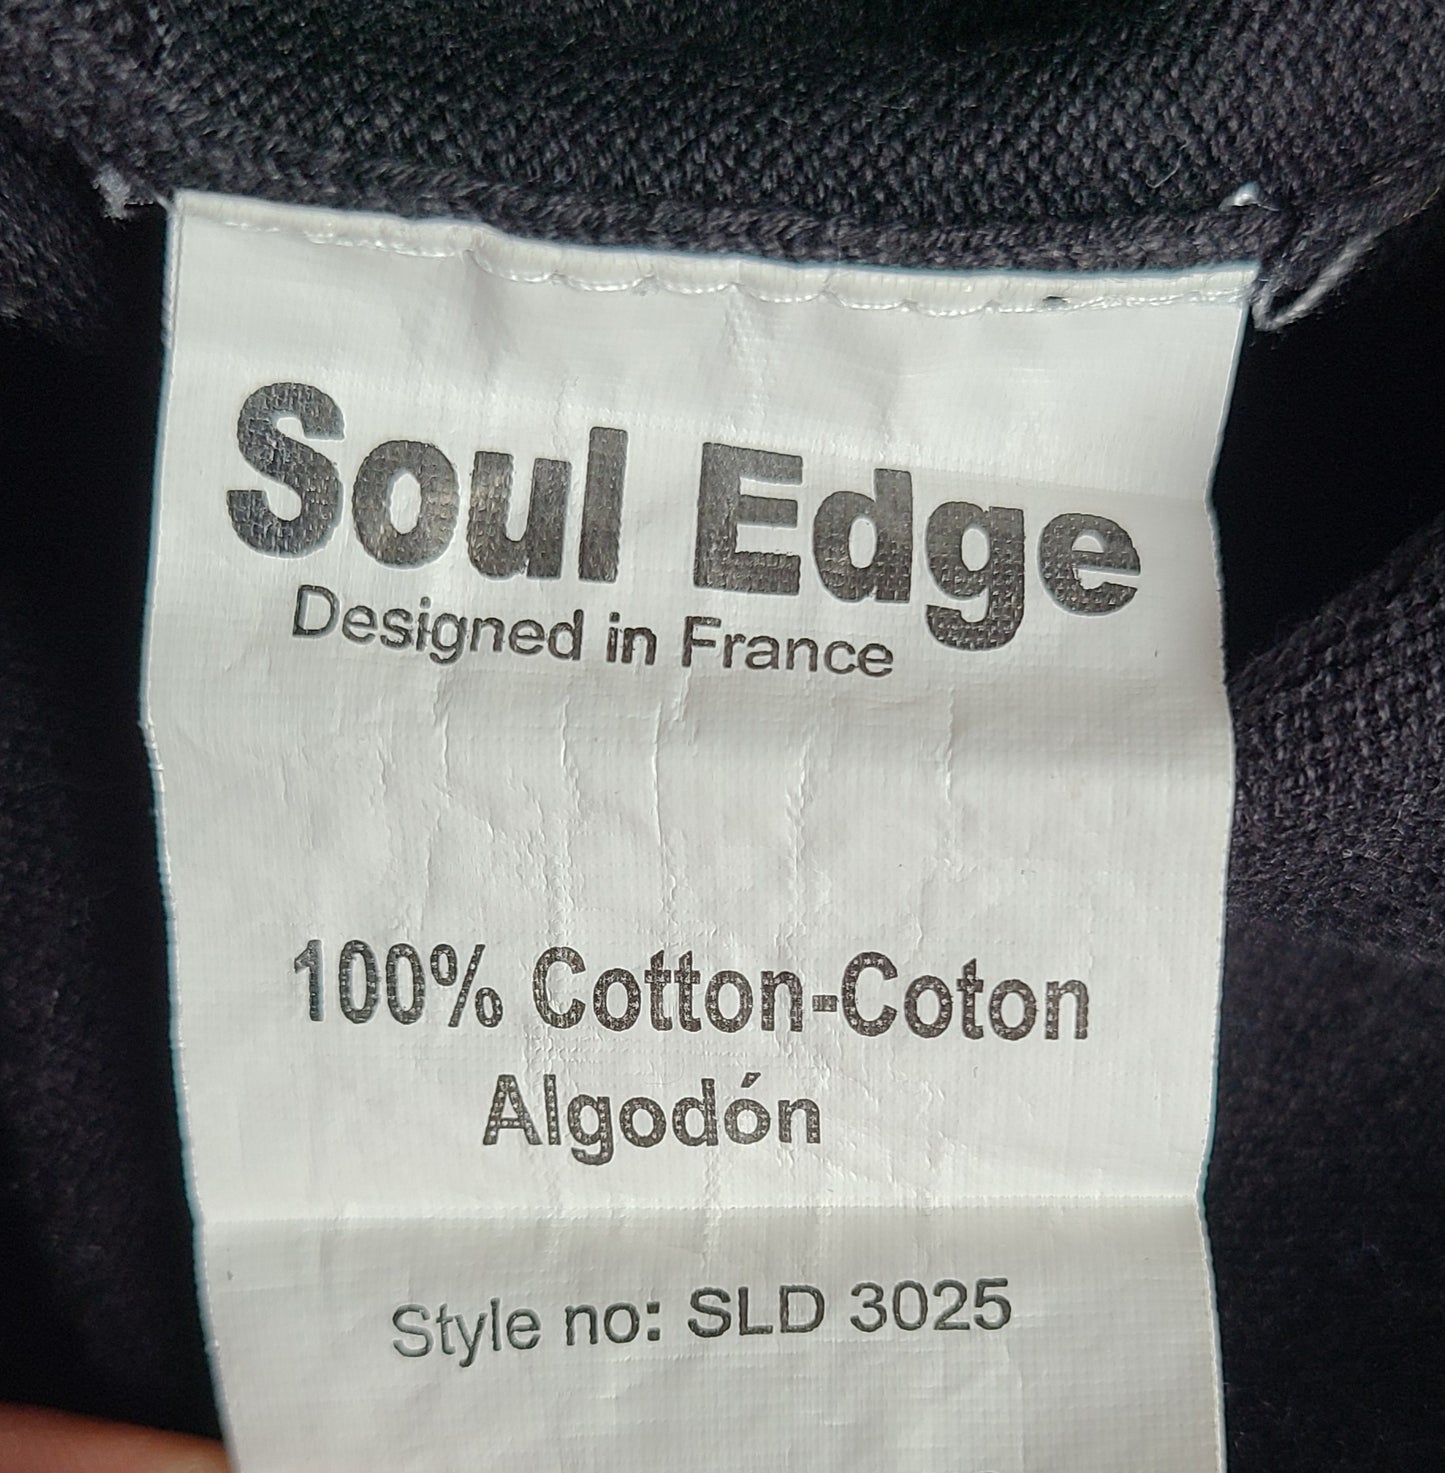 Soul Edge
Designed in France
100% Cotton-Coton
Algodón
Style no: SLD 3025